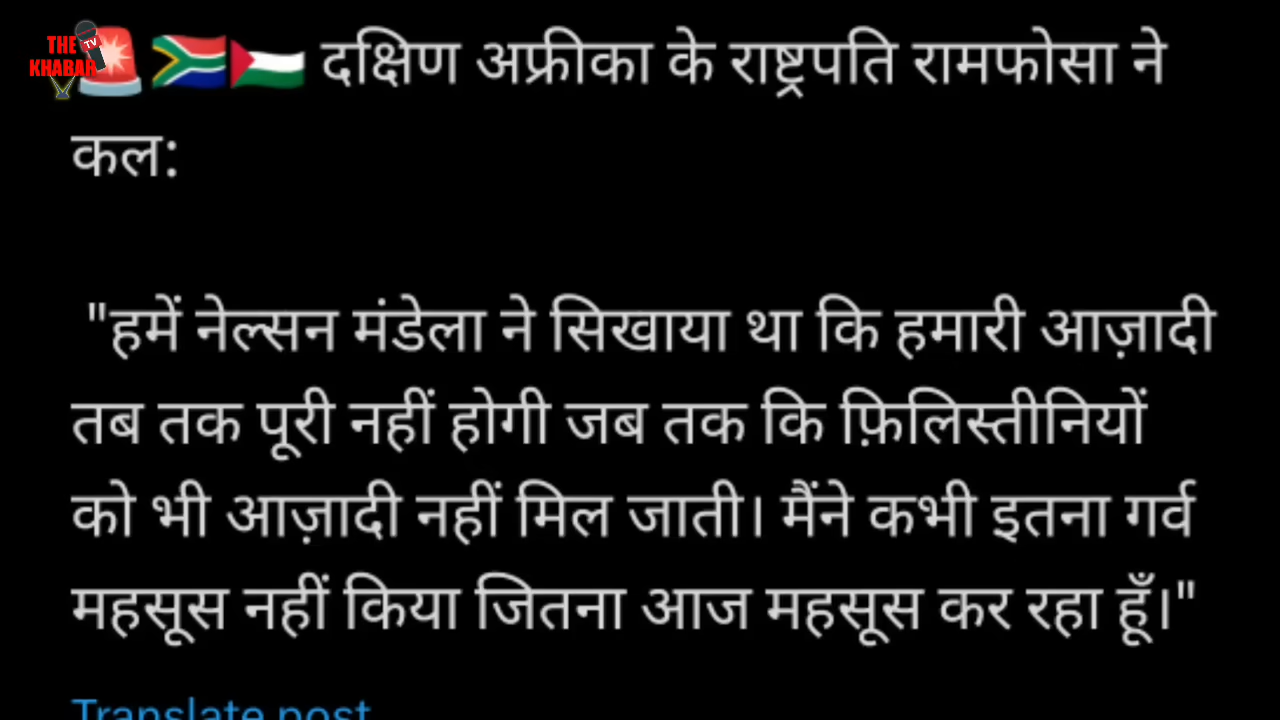 THE TV
KHABAR
🚨🇿🇦🇵🇸 दक्षिण अफ्रीका के राष्ट्रपति रामफोसा ने
कल:
"हमें नेल्सन मंडेला ने सिखाया था कि हमारी आज़ादी
तब तक पूरी नहीं होगी जब तक कि फ़िलिस्तीनियों
को भी आज़ादी नहीं मिल जाती। मैंने कभी इतना गर्व
महसूस नहीं किया जितना आज महसूस कर रहा हूँ।"
Translate post